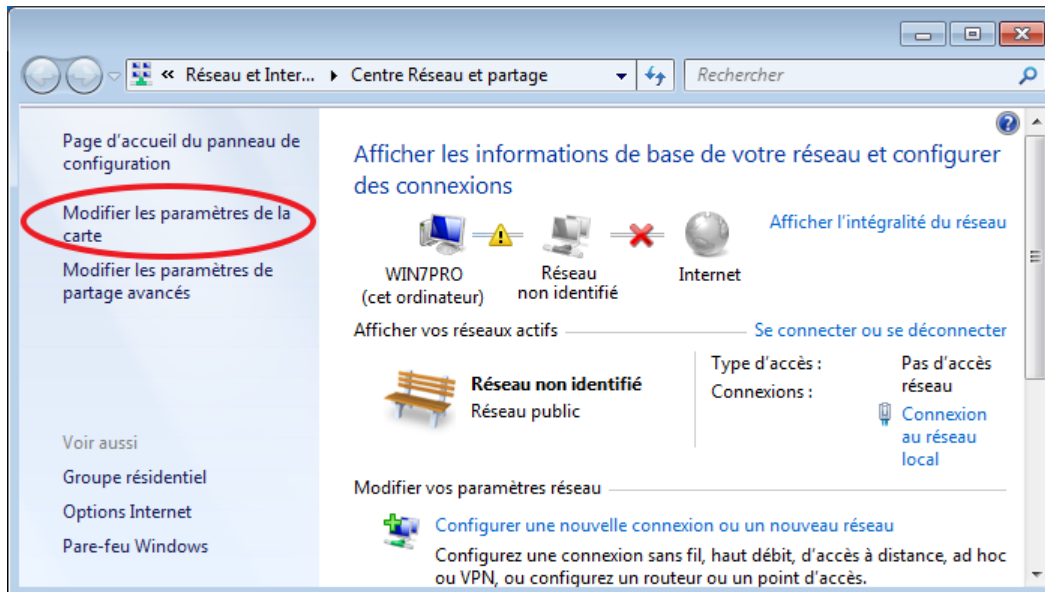 « Réseau et Inter... ▸ Centre Réseau et partage
Rechercher
Page d'accueil du panneau de
configuration
Modifier les paramètres de la
carte
Modifier les paramètres de
partage avancés
Voir aussi
Groupe résidentiel
Options Internet
Pare-feu Windows
Afficher les informations de base de votre réseau et configurer
des connexions
Afficher l'intégralité du réseau
WIN7PRO
(cet ordinateur)
Réseau
non identifié
Internet
Afficher vos réseaux actifs
Se connecter ou se déconnecter
Réseau non identifié
Réseau public
Type d'accès :
Pas d'accès
réseau
Connexions :
Connexion
au réseau
local
Modifier vos paramètres réseau
Configurer une nouvelle connexion ou un nouveau réseau
Configurez une connexion sans fil, haut débit, d'accès à distance, ad hoc
ou VPN, ou configurez un routeur ou un point d'accès.